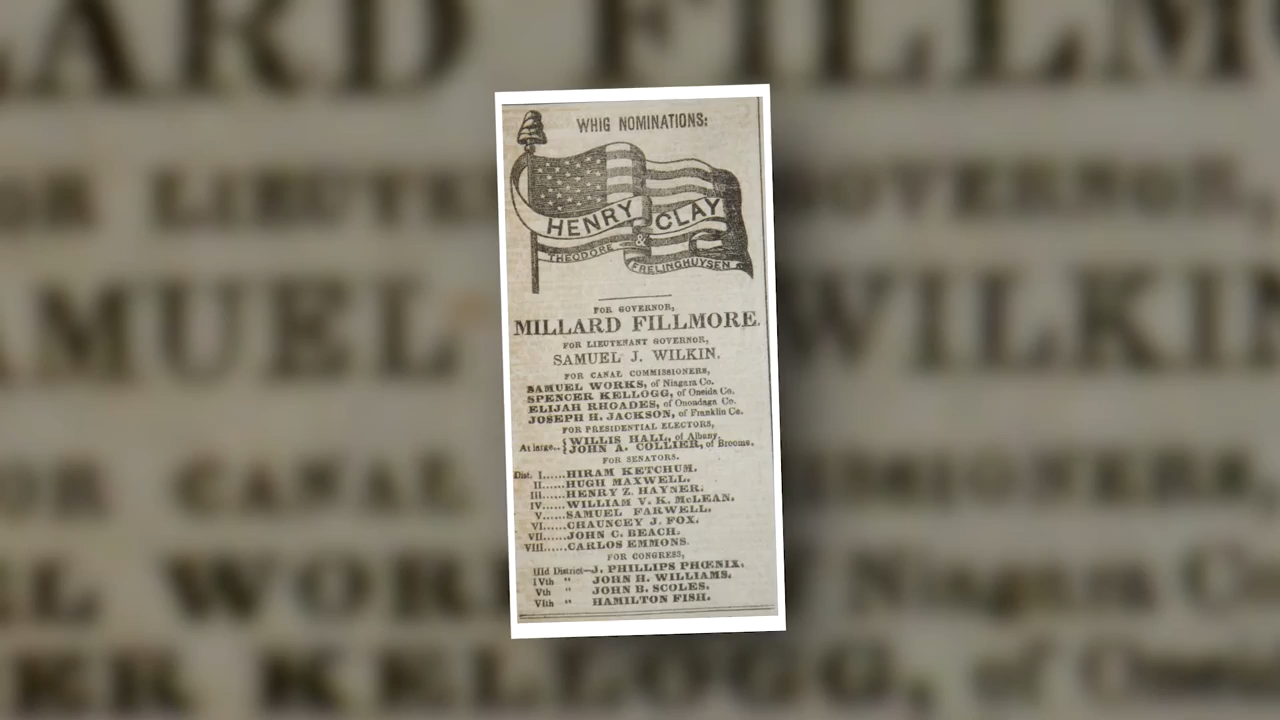 WHIG NOMINATIONS:
HENRY CLAY
&
THEODORE FRELINGHUYSEN
FOR GOVERNOR,
MILLARD FILLMORE.
FOR LIEUTENANT GOVERNOR,
SAMUEL J. WILKIN.
FOR CANAL COMMISSIONERS,
SAMUEL WORKS, of Niagara Co.
SPENCER KELLOGG, of Oneida Co.
ELIJAH RHOADES, of Onondaga Co.
JOSEPH H. JACKSON, of Franklin Co.
FOR PRESIDENTIAL ELECTORS,
At large..{WILLIS HALL, of Albany.
JOHN A. COLLIER, of Broome.
FOR SENATORS.
Dist. I......HIRAM KETCHUM.
II......HUGH MAXWELL.
III......HENRY Z. HAYNER.
IV......WILLIAM V. K. McLEAN.
V......SAMUEL FARWELL.
VI......CHAUNCEY J. FOX.
VII......JOHN C. BEACH.
VIII......CARLOS EMMONS.
FOR CONGRESS,
IIId District—J. PHILLIPS PHŒNIX.
IVth " JOHN H. WILLIAMS.
Vth " JOHN B. SCOLES.
VIth " HAMILTON FISH.